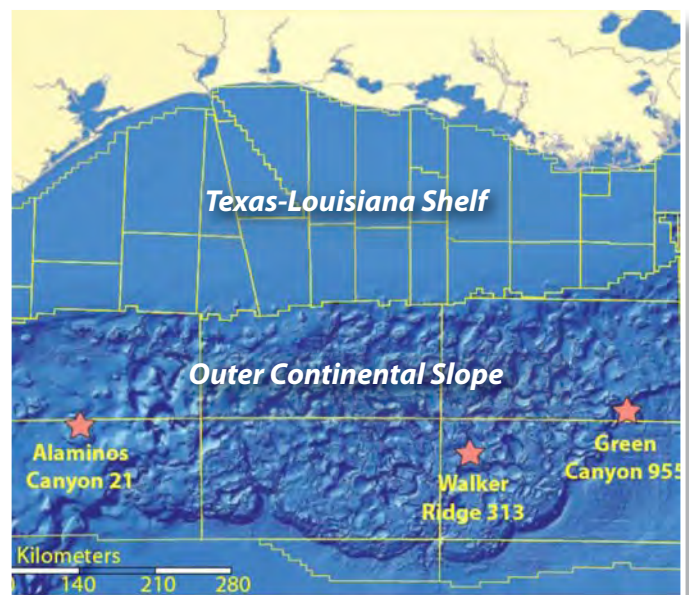 Texas-Louisiana Shelf
Outer Continental Slope
Alaminos
Canyon 21
Green
Canyon 955
Walker
Ridge 313
Kilometers
0 140 210 280